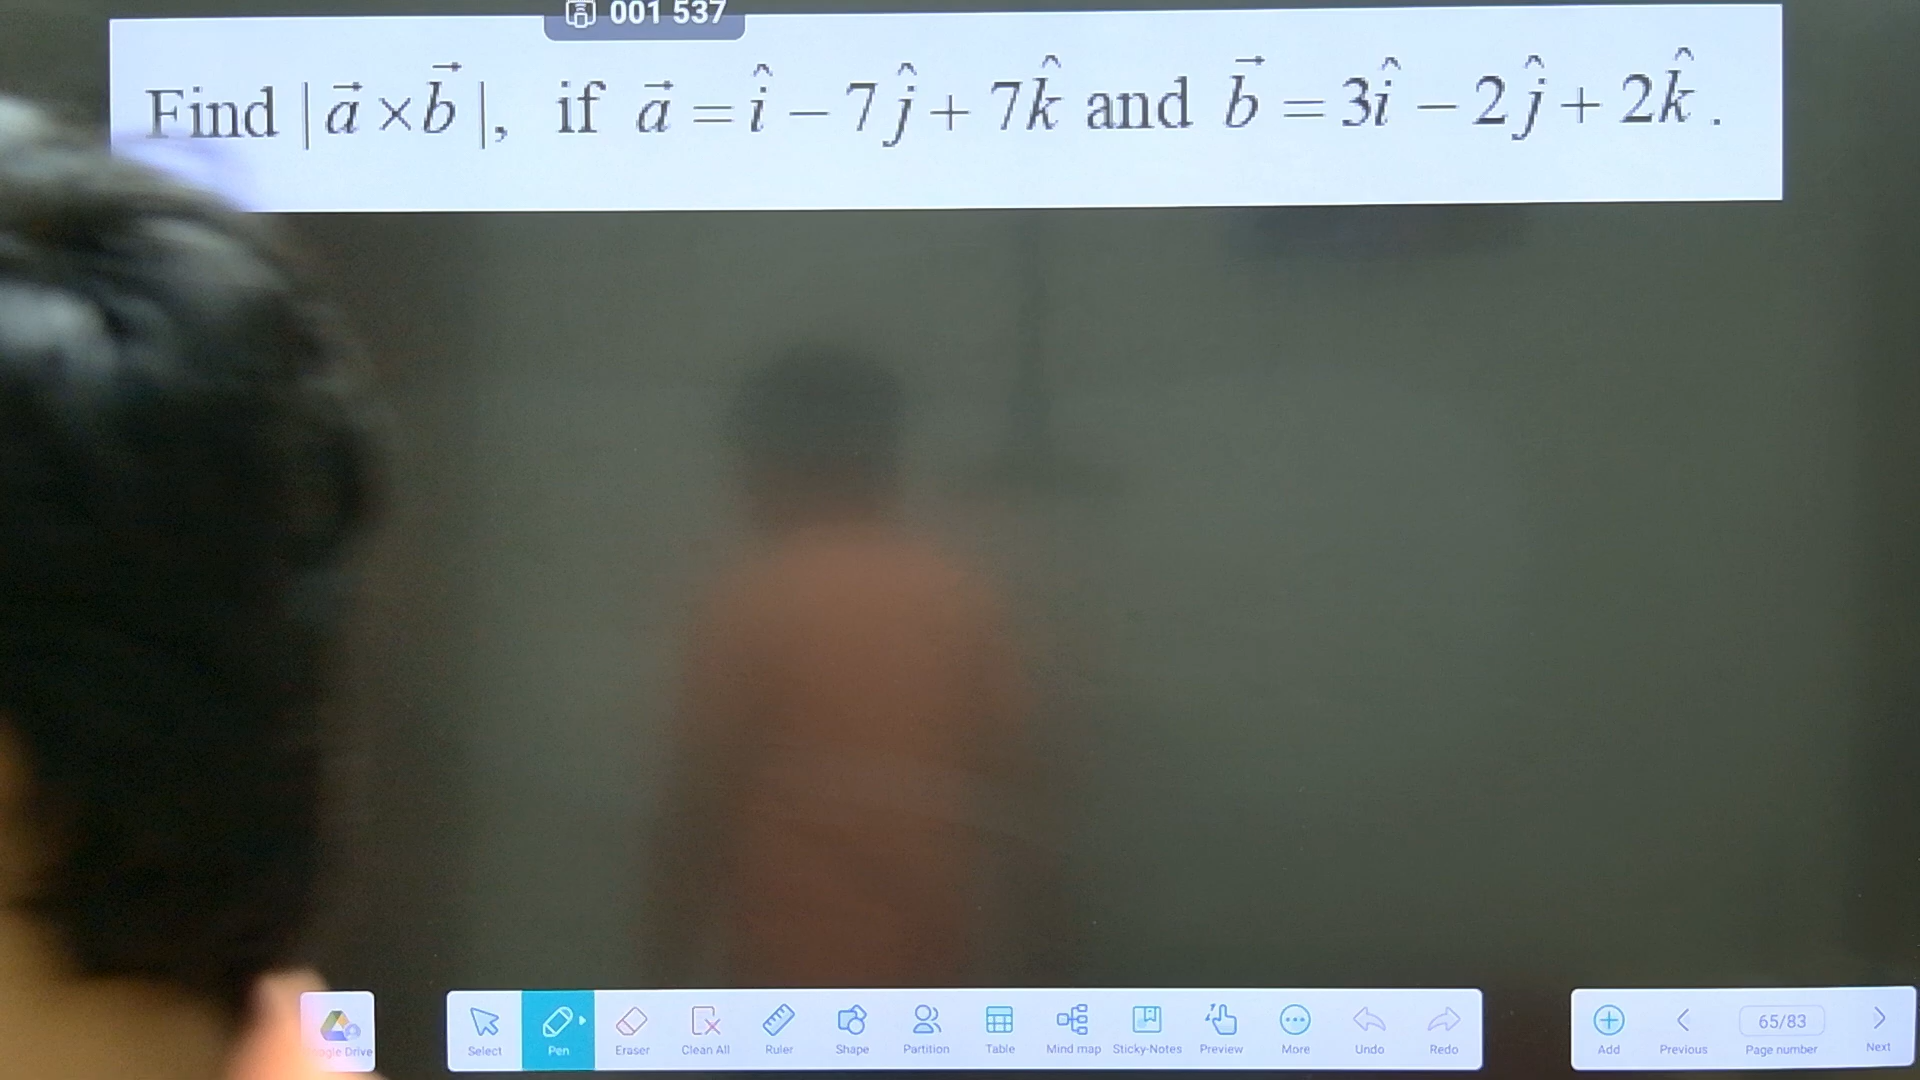 001 537
Find | a⃗ × b⃗ |, if a⃗ = î − 7ĵ + 7k̂ and b⃗ = 3î − 2ĵ + 2k̂ .
Select Pen Eraser Clean All Ruler Shape Partition Table Mind map Sticky-Notes Preview More Undo Redo
Drive
65/83
Add Previous Page number Next